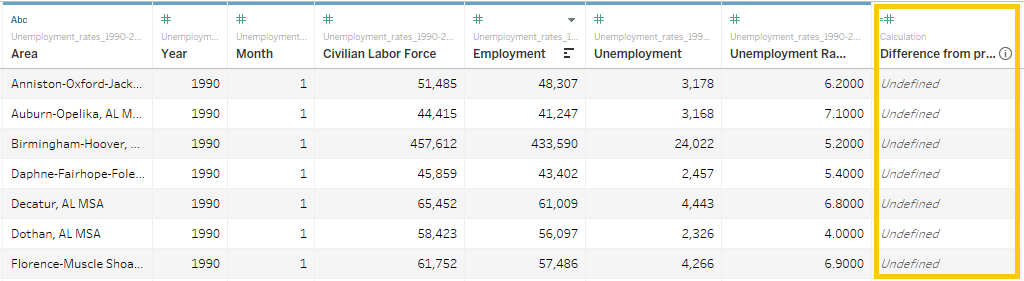 Abc # # # # # # =#
Unemployment_rates_1990-2... Unemploym... Unemployment... Unemployment_rates_1990-2... Unemployment_rates_1... Unemployment_rates_199... Unemployment_rates_1990-2... Calculation
Area Year Month Civilian Labor Force Employment Unemployment Unemployment Ra... Difference from pr...
Anniston-Oxford-Jack... 1990 1 51,485 48,307 3,178 6.2000 Undefined
Auburn-Opelika, AL M... 1990 1 44,415 41,247 3,168 7.1000 Undefined
Birmingham-Hoover, ... 1990 1 457,612 433,590 24,022 5.2000 Undefined
Daphne-Fairhope-Fole... 1990 1 45,859 43,402 2,457 5.4000 Undefined
Decatur, AL MSA 1990 1 65,452 61,009 4,443 6.8000 Undefined
Dothan, AL MSA 1990 1 58,423 56,097 2,326 4.0000 Undefined
Florence-Muscle Shoa... 1990 1 61,752 57,486 4,266 6.9000 Undefined